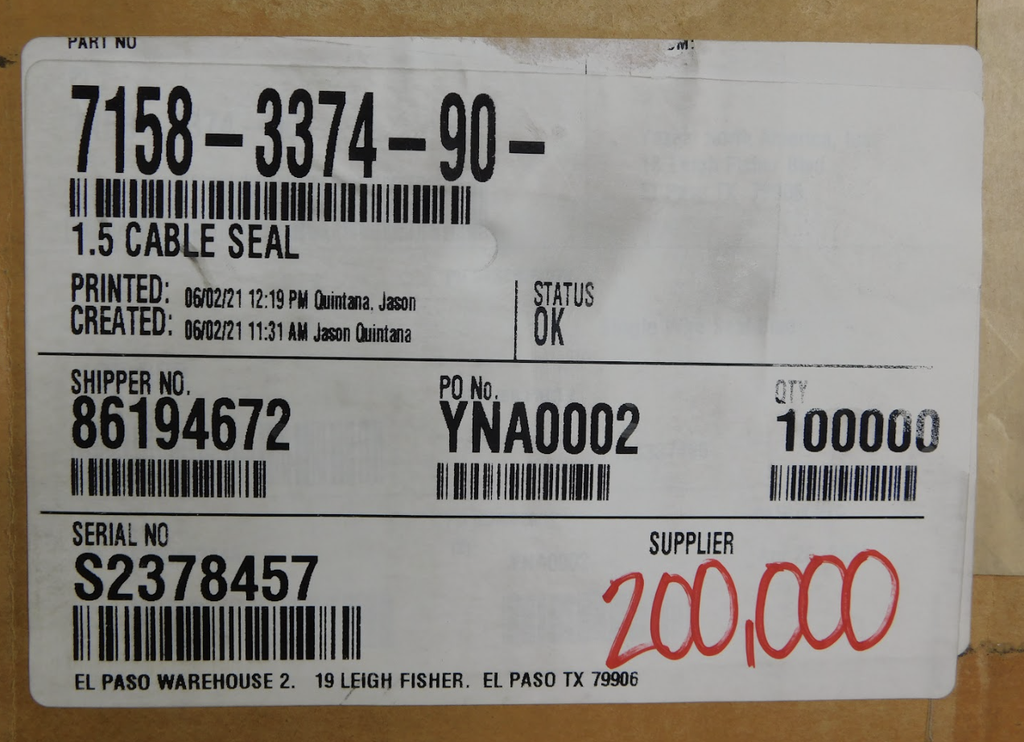 PART NO
7158-3374-90-
1.5 CABLE SEAL
PRINTED: 06/02/21 12:19 PM Quintana, Jason
CREATED: 06/02/21 11:31 AM Jason Quintana
STATUS
OK
SHIPPER NO.
86194672
PO No.
YNA0002
QTY
100000
SERIAL NO
S2378457
SUPPLIER
200,000
EL PASO WAREHOUSE 2. 19 LEIGH FISHER. EL PASO TX 79906